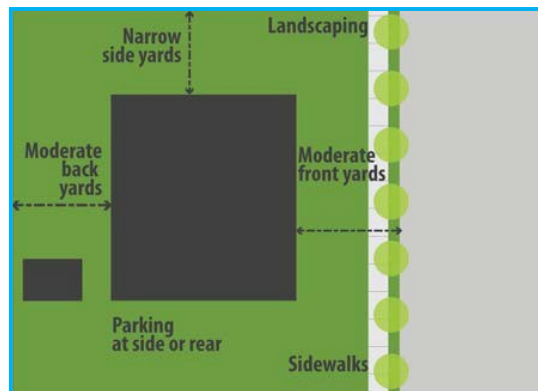 Landscaping
Narrow
side yards
Moderate
back
yards
Moderate
front yards
Parking
at side or rear
Sidewalks